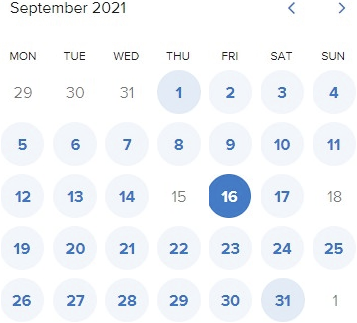 September 2021
MON TUE WED THU FRI SAT SUN
29 30 31 1 2 3 4
5 6 7 8 9 10 11
12 13 14 15 16 17 18
19 20 21 22 23 24 25
26 27 28 29 30 31 1